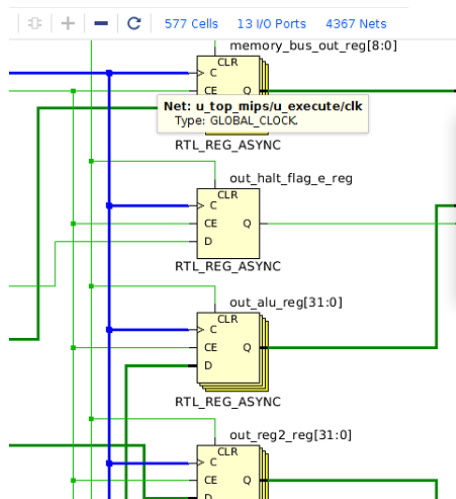 577 Cells 13 I/O Ports 4367 Nets
memory_bus_out_reg[8:0]
CLR
C
CE
Net: u_top_mips/u_execute/clk
Type: GLOBAL_CLOCK
RTL_REG_ASYNC
out_halt_flag_e_reg
CLR
C
CE Q
D
RTL_REG_ASYNC
out_alu_reg[31:0]
CLR
C
CE Q
D
RTL_REG_ASYNC
out_reg2_reg[31:0]
CLR
C
CE Q
D